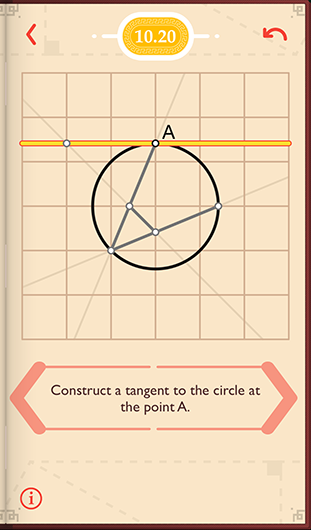 10.20
A
Construct a tangent to the circle at
the point A.
i